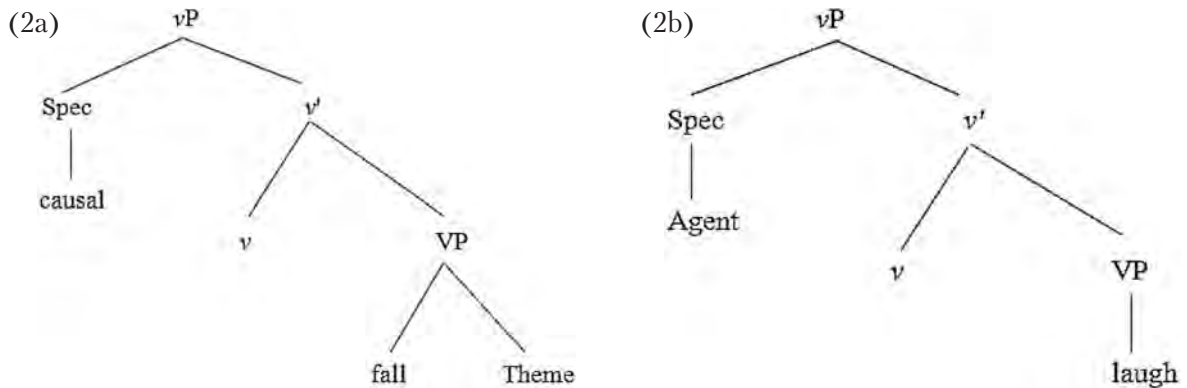 (2a)
vP
Spec
v'
causal
v
VP
fall
Theme
(2b)
vP
Spec
v'
Agent
v
VP
laugh